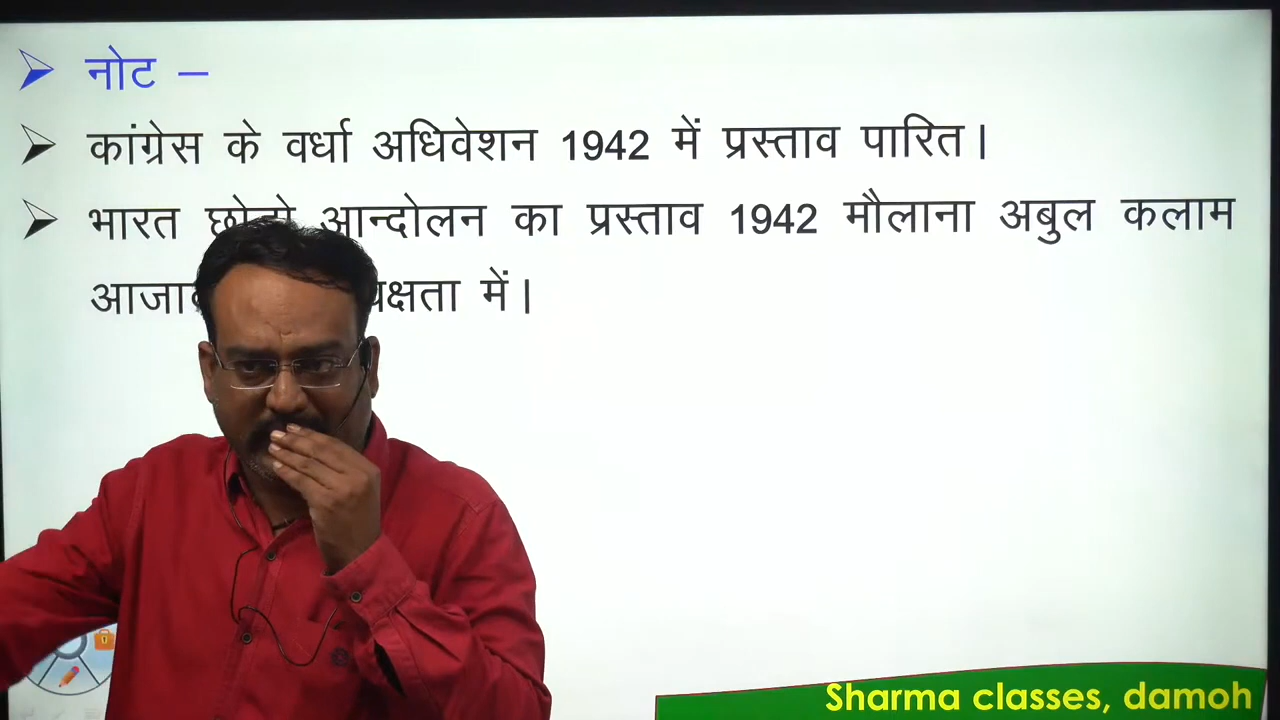 नोट –
कांग्रेस के वर्धा अधिवेशन 1942 में प्रस्ताव पारित।
भारत छोड़ो आन्दोलन का प्रस्ताव 1942 मौलाना अबुल कलाम
में।
Sharma classes, damoh